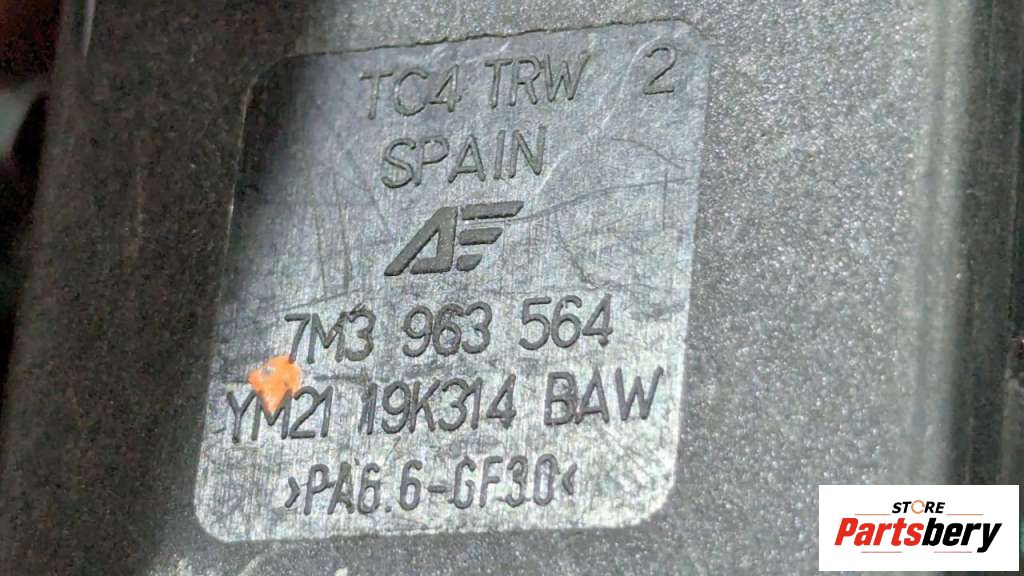 TC4 TRW 2
SPAIN
AF
7M3 963 564
YM21 19K314 BAW
>PA6.6-GF30<
STORE
Partsbery